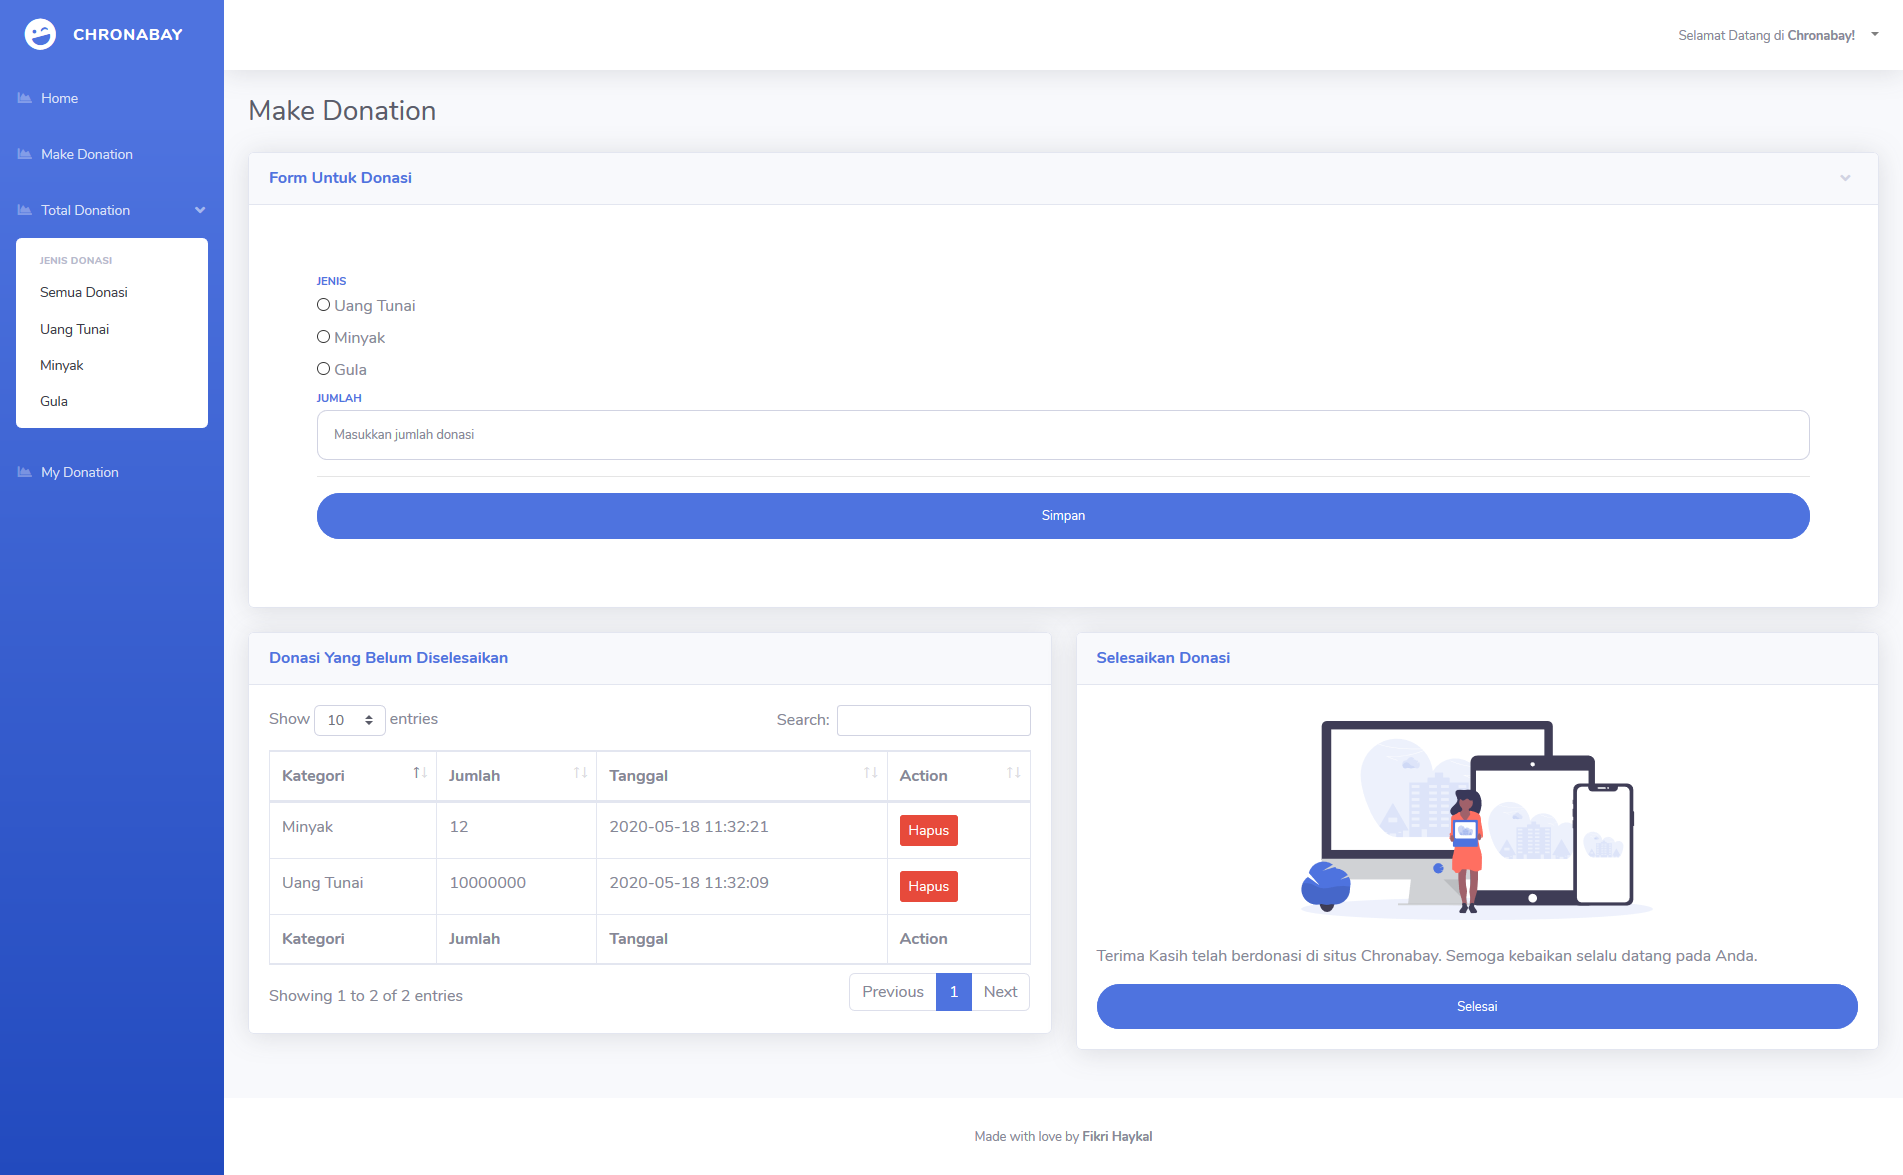 CHRONABAY
Selamat Datang di Chronabay!
Home
Make Donation
Total Donation
JENIS DONASI
Semua Donasi
Uang Tunai
Minyak
Gula
My Donation
Make Donation
Form Untuk Donasi
JENIS
Uang Tunai
Minyak
Gula
JUMLAH
Masukkan jumlah donasi
Simpan
Donasi Yang Belum Diselesaikan
Show 10 entries Search:
Kategori Jumlah Tanggal Action
Minyak 12 2020-05-18 11:32:21 Hapus
Uang Tunai 10000000 2020-05-18 11:32:09 Hapus
Kategori Jumlah Tanggal Action
Showing 1 to 2 of 2 entries Previous 1 Next
Selesaikan Donasi
Terima Kasih telah berdonasi di situs Chronabay. Semoga kebaikan selalu datang pada Anda.
Selesai
Made with love by Fikri Haykal